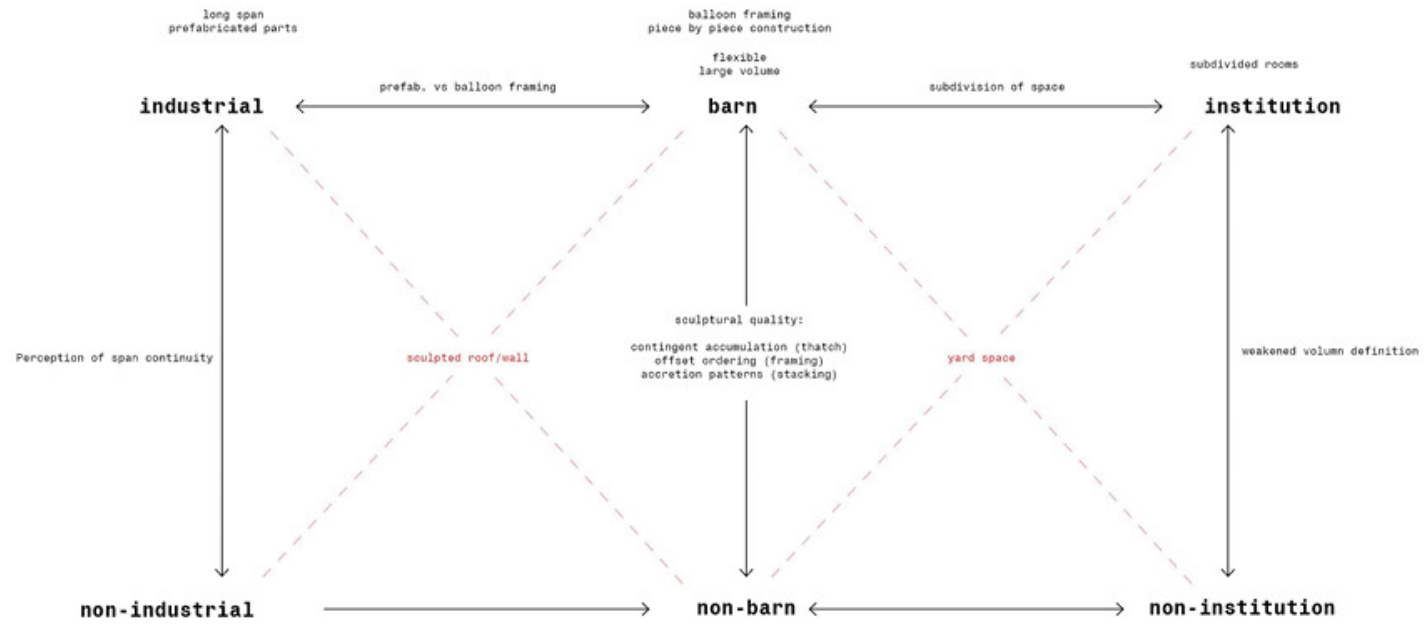 long span
prefabricated parts
balloon framing
piece by piece construction
flexible
large volume
subdivided rooms
prefab. vs balloon framing
subdivision of space
industrial
barn
institution
sculptural quality:
contingent accumulation (thatch)
offset ordering (framing)
accretion patterns (stacking)
Perception of span continuity
sculpted roof/wall
yard space
weakened volumn definition
non-industrial
non-barn
non-institution